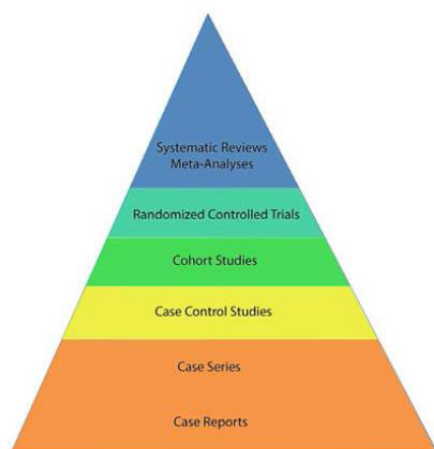 Systematic Reviews
Meta-Analyses
Randomized Controlled Trials
Cohort Studies
Case Control Studies
Case Series
Case Reports